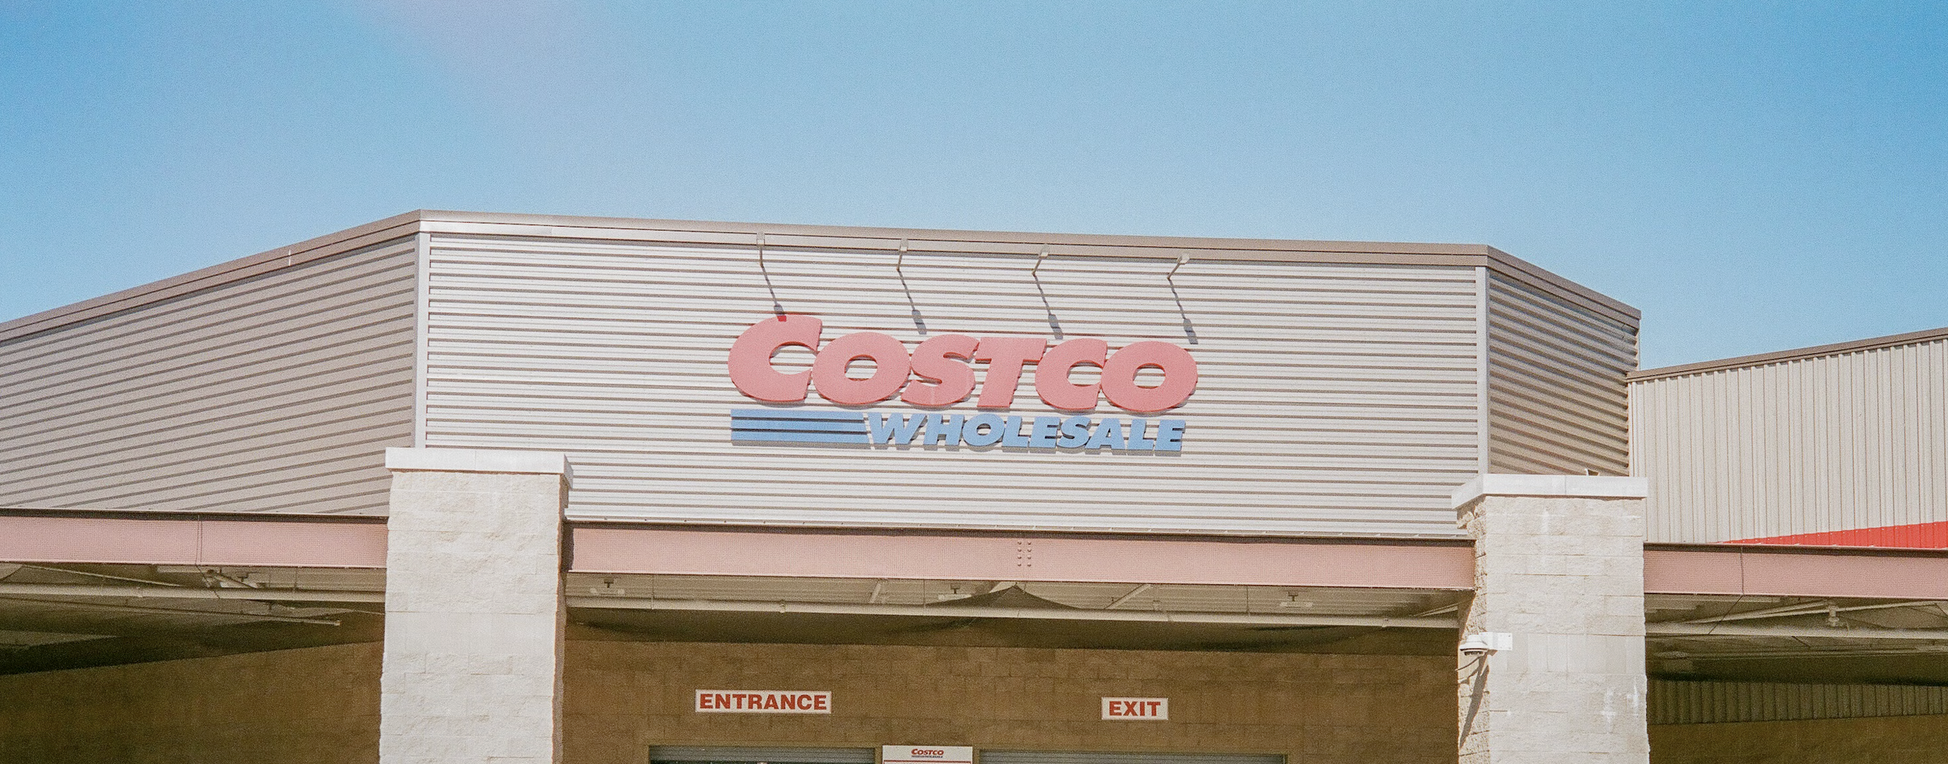 COSTCO
WHOLESALE
ENTRANCE
EXIT
COSTCO